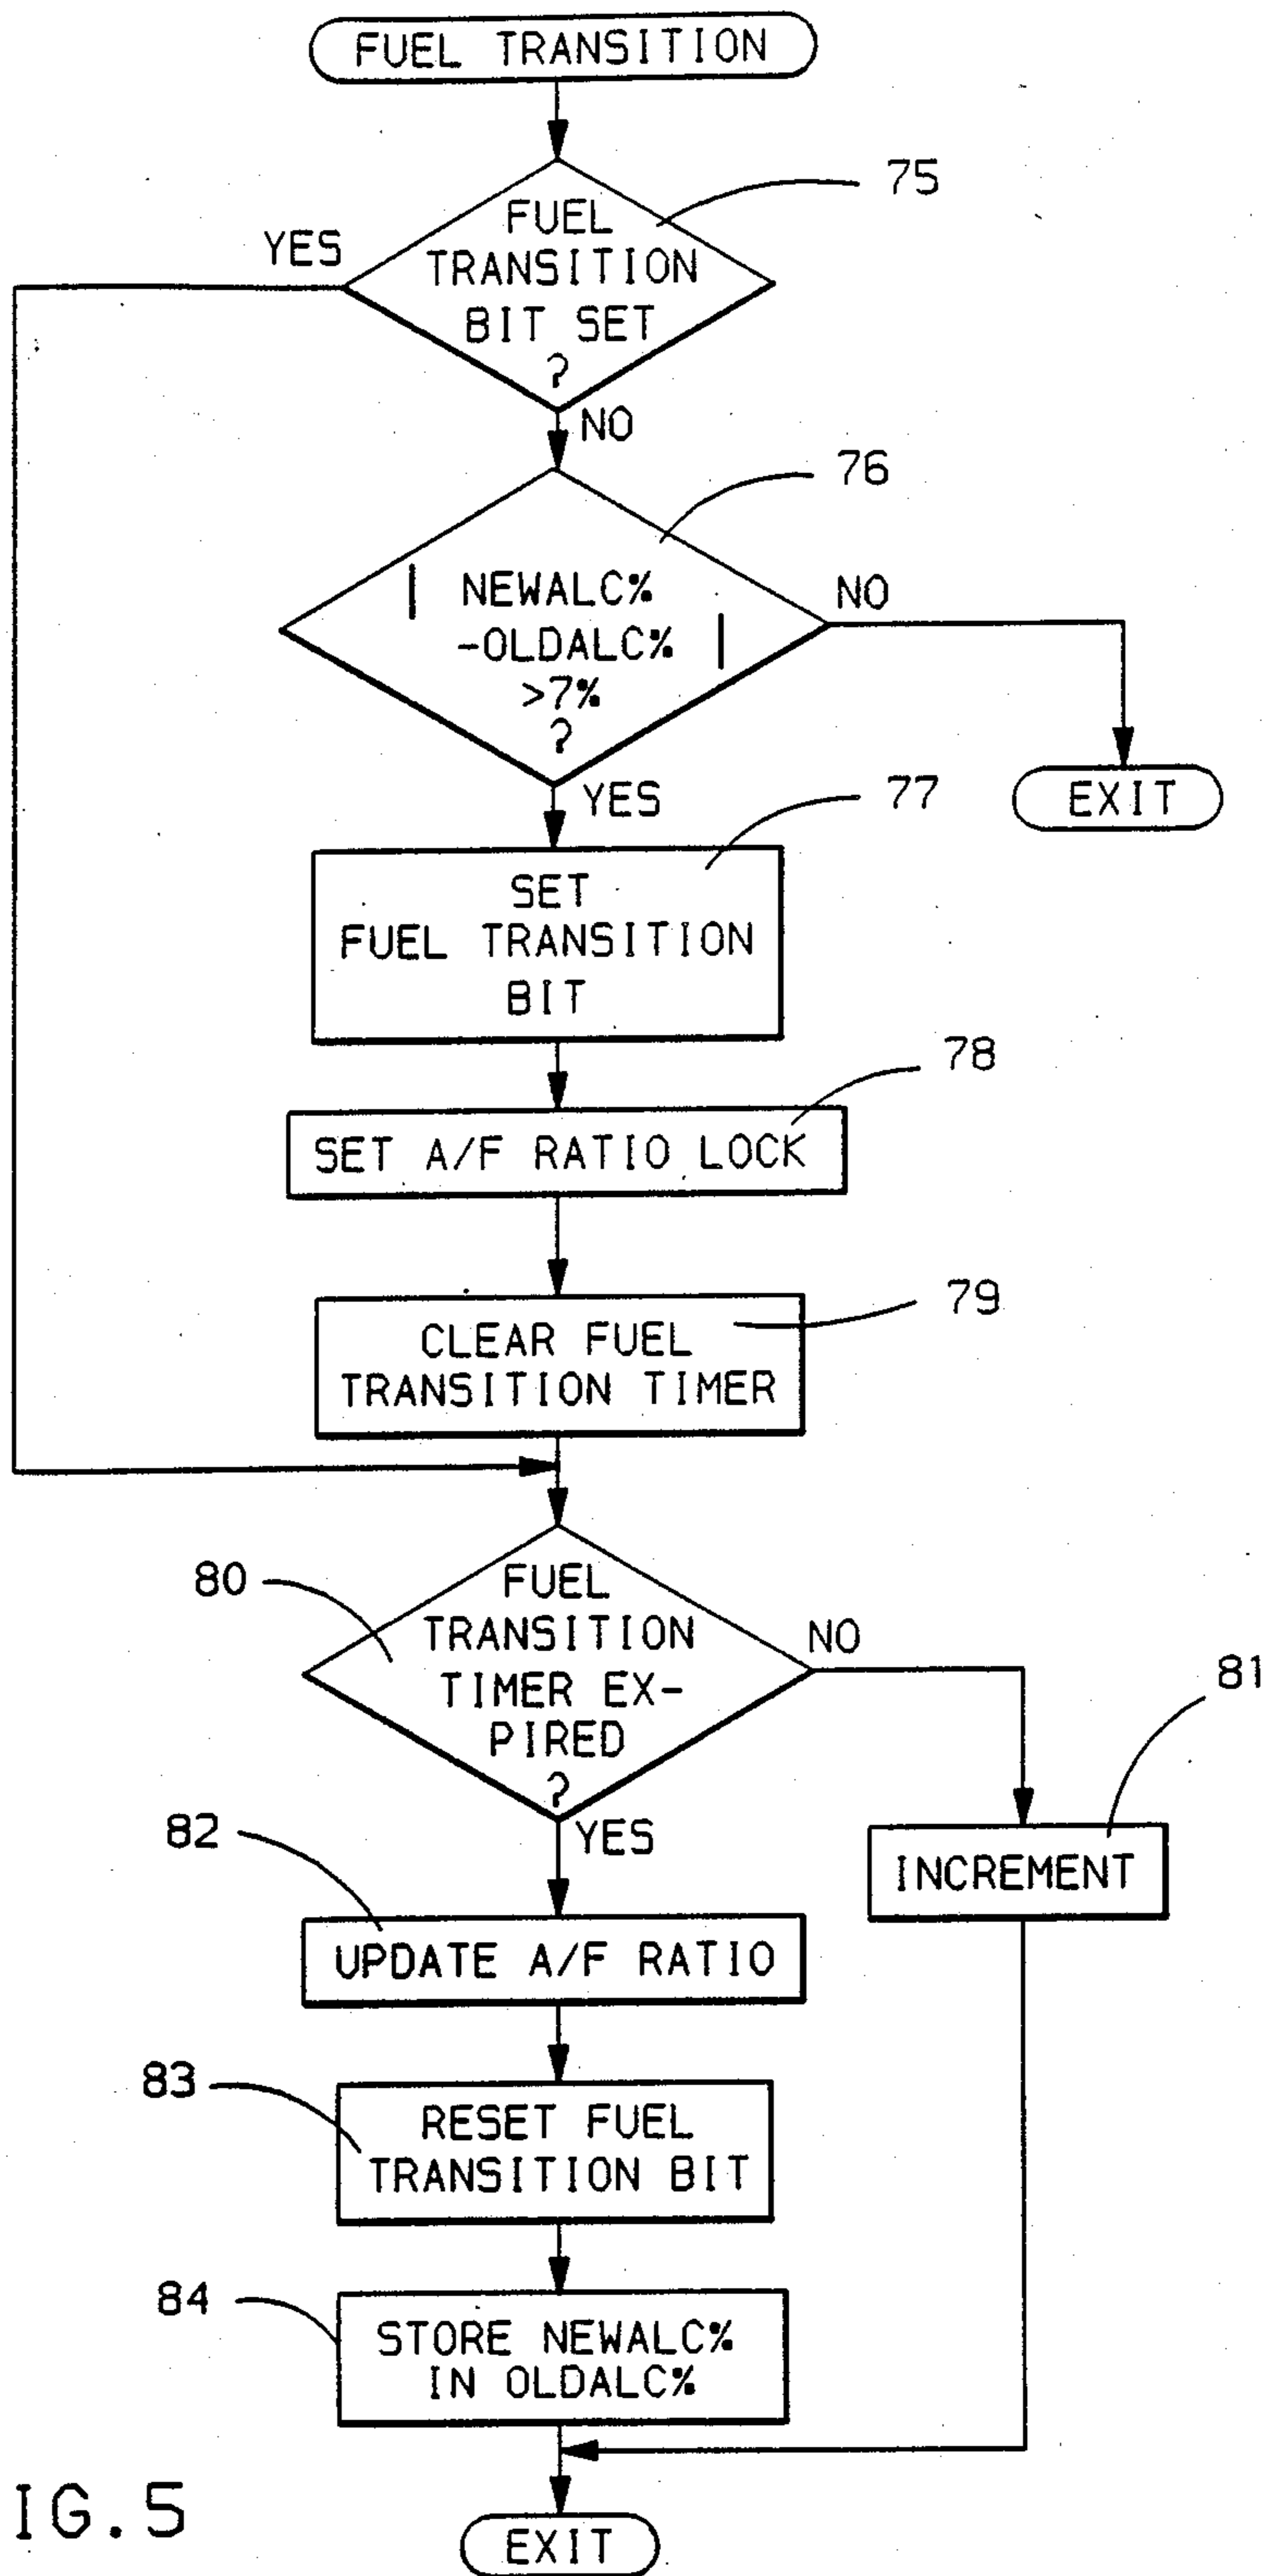 FUEL TRANSITION
75
FUEL
TRANSITION
BIT SET
?
YES
NO
76
| NEWALC%
-OLDALC% |
>7%
?
NO
YES
EXIT
77
SET
FUEL TRANSITION
BIT
78
SET A/F RATIO LOCK
79
CLEAR FUEL
TRANSITION TIMER
80
FUEL
TRANSITION
TIMER EX-
PIRED
?
NO
YES
81
INCREMENT
82
UPDATE A/F RATIO
83
RESET FUEL
TRANSITION BIT
84
STORE NEWALC%
IN OLDALC%
EXIT
IG.5